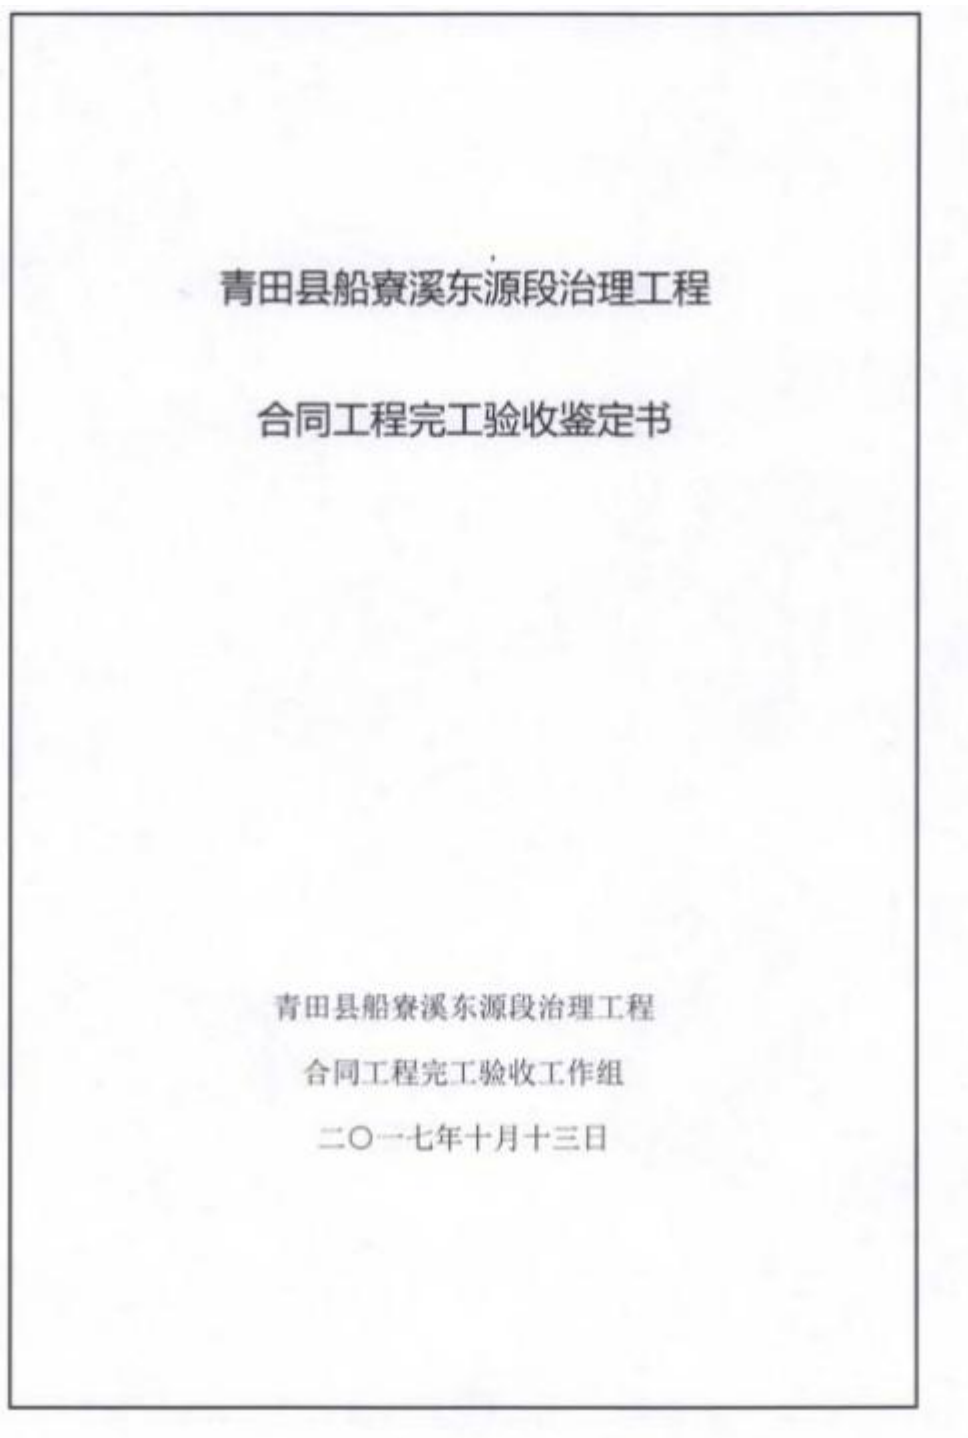 青田县船寮溪东源段治理工程
合同工程完工验收鉴定书
青田县船寮溪东源段治理工程
合同工程完工验收工作组
二〇一七年十月十三日